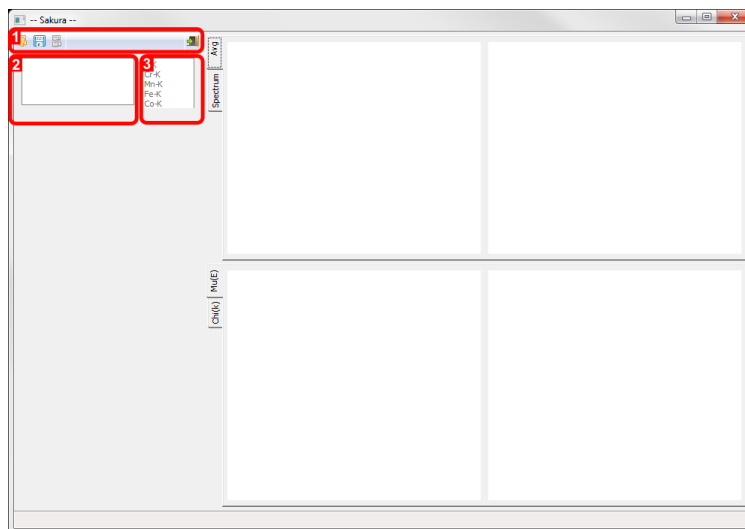 -- Sakura --
1
2
3
Cr-K
Mn-K
Fe-K
Co-K
Avg
Spectrum
Mu(E)
Chi(k)